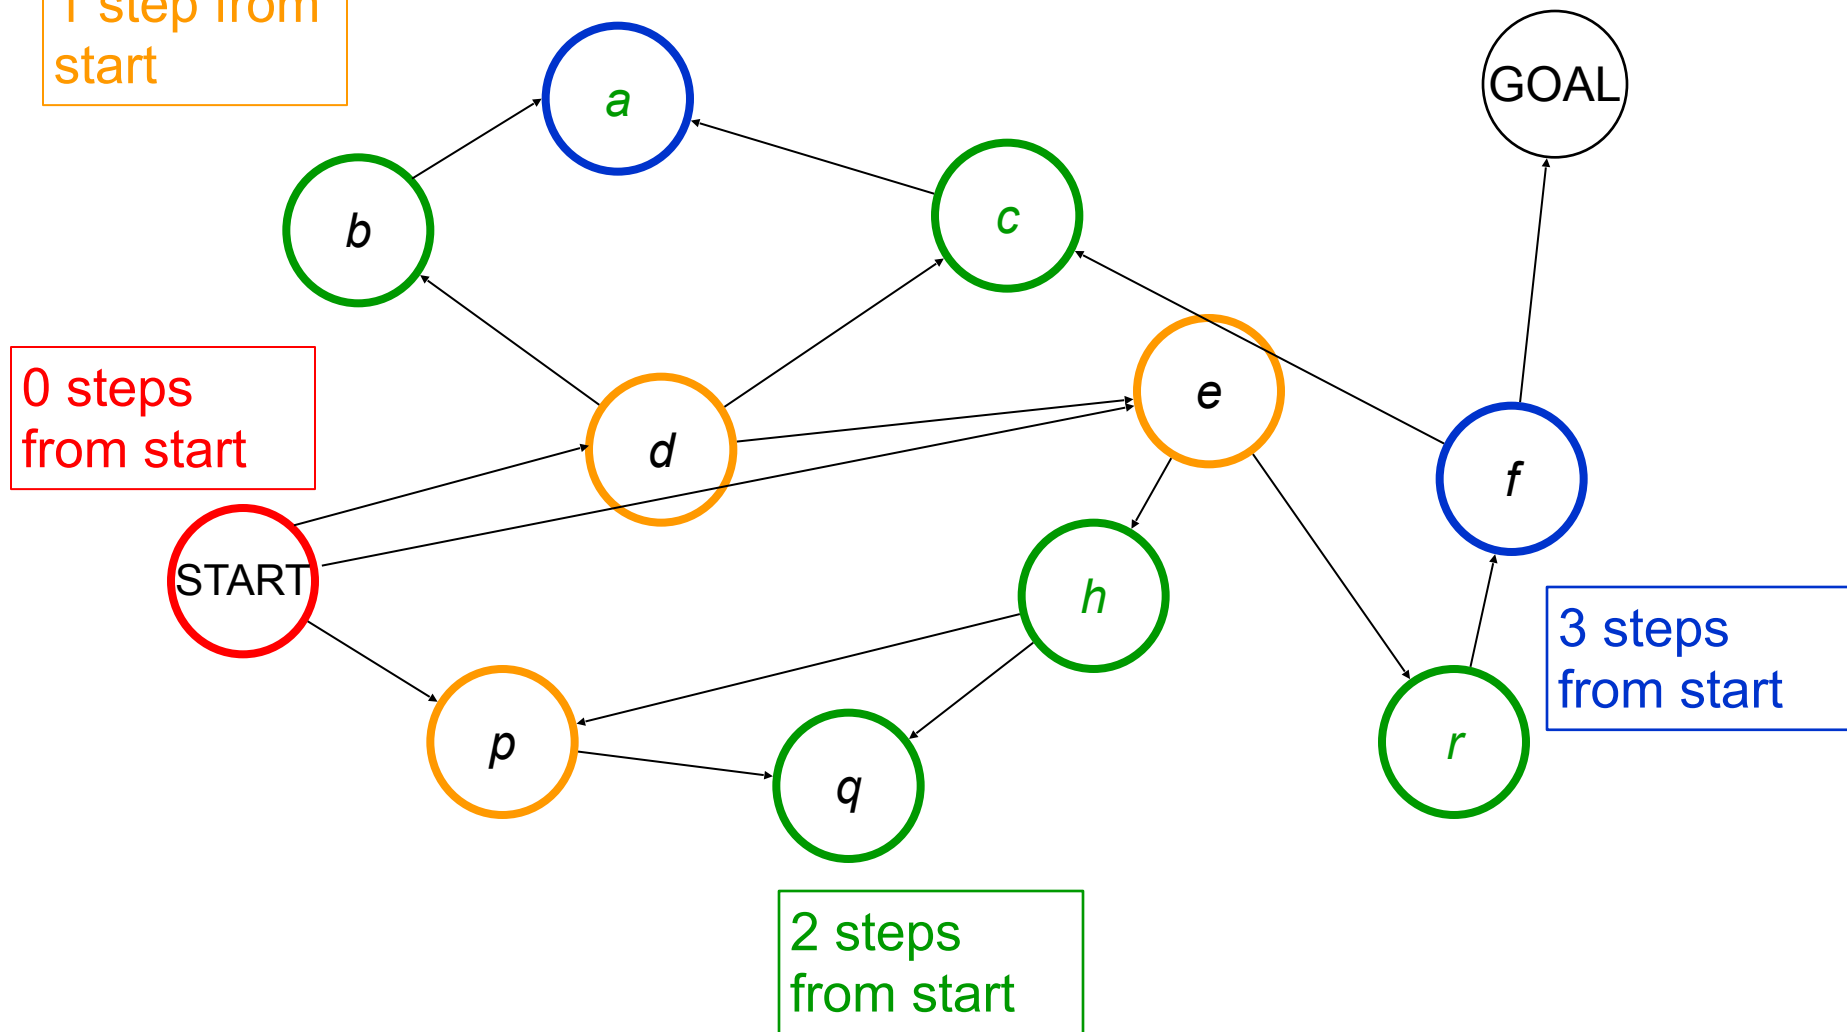 1 step from
start
a
GOAL
b
c
0 steps
from start
d
e
f
START
h
3 steps
from start
p
q
r
2 steps
from start